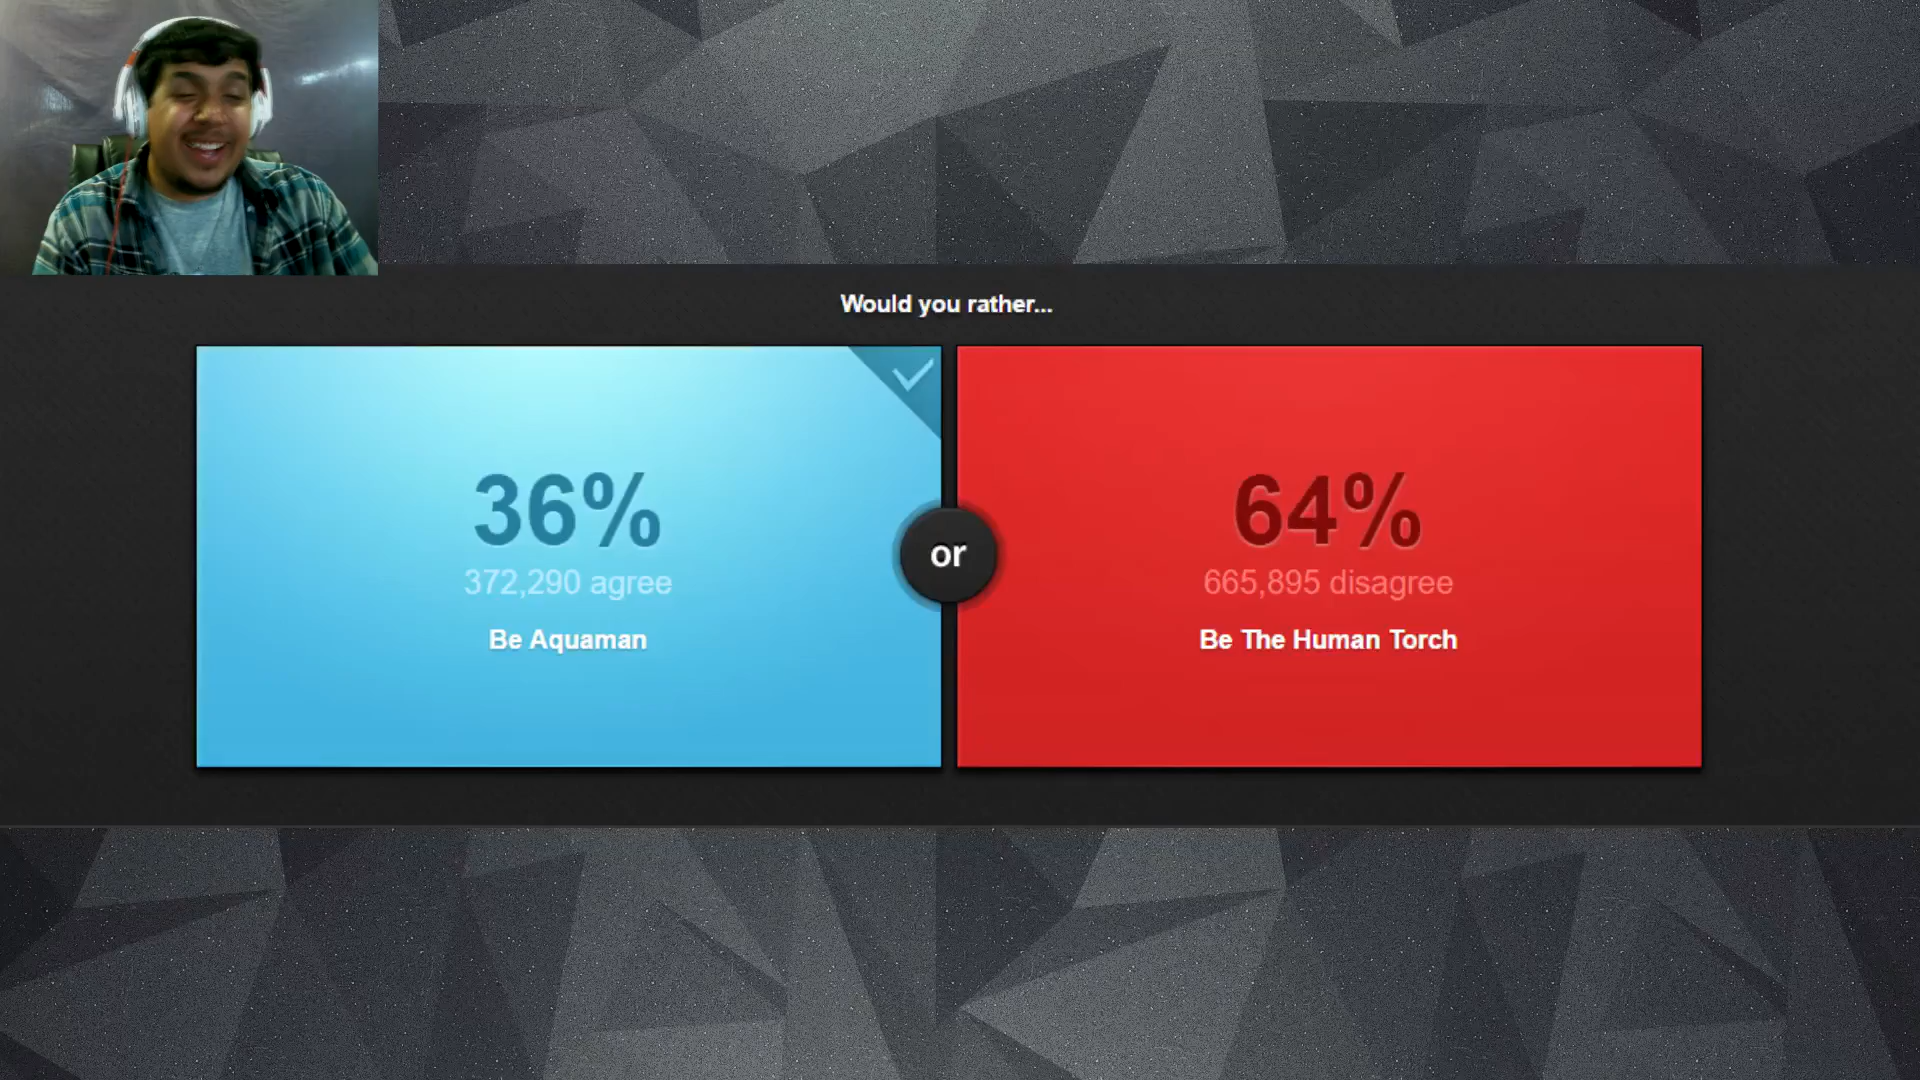 Would you rather...
36%
372,290 agree
Be Aquaman
or
64%
665,895 disagree
Be The Human Torch